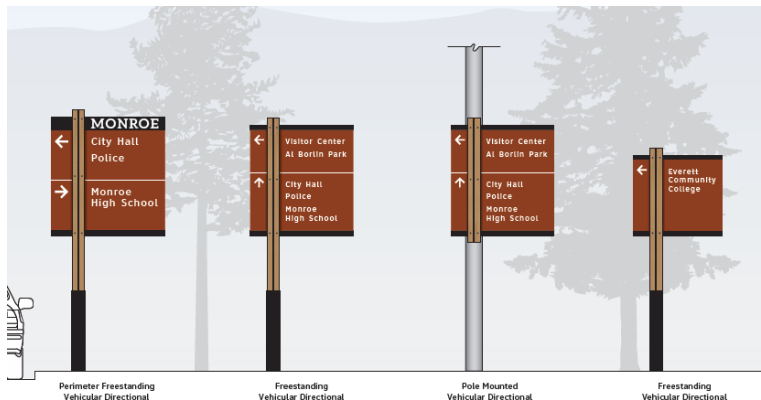 MONROE
City Hall
Police
Monroe
High School
Visitor Center
Al Borlin Park
City Hall
Police
Monroe
High School
Visitor Center
Al Borlin Park
City Hall
Police
Monroe
High School
Everett
Community
College
Perimeter Freestanding
Vehicular Directional
Freestanding
Vehicular Directional
Pole Mounted
Vehicular Directional
Freestanding
Vehicular Directional